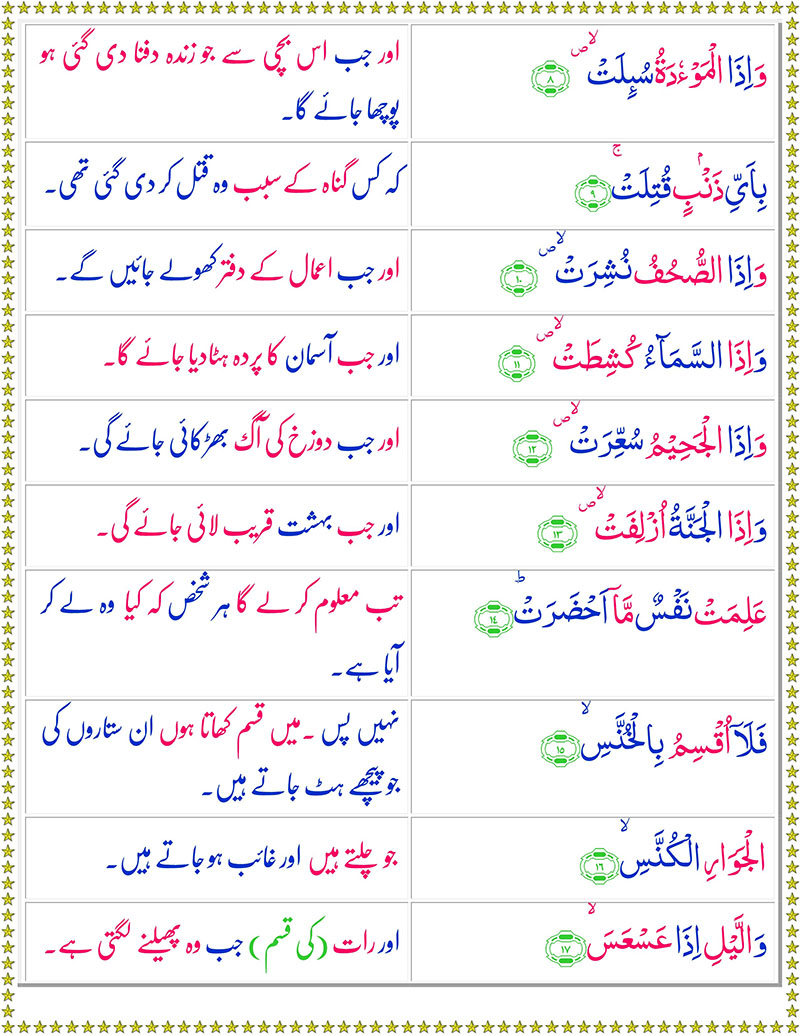 وَاِذَا الْمَوْءٗدَةُ سُئِلَتْ ۪ۙ ﴿٨﴾
اور جب اس بچی سے جو زندہ دفنا دی گئی ہو
پوچھا جائے گا۔
بِاَیِّ ذَنْۢبٍ قُتِلَتْ ۚ ﴿٩﴾
کہ کس گناہ کے سبب وہ قتل کر دی گئی تھی۔
وَاِذَا الصُّحُفُ نُشِرَتْ ۪ۙ ﴿١٠﴾
اور جب اعمال کے دفتر کھولے جائیں گے۔
وَاِذَا السَّمَآءُ كُشِطَتْ ۪ۙ ﴿١١﴾
اور جب آسمان کا پردہ ہٹا دیا جائے گا۔
وَاِذَا الْجَحِیْمُ سُعِّرَتْ ۪ۙ ﴿١٢﴾
اور جب دوزخ کی آگ بھڑکائی جائے گی۔
وَاِذَا الْجَنَّةُ اُزْلِفَتْ ۪ۙ ﴿١٣﴾
اور جب بہشت قریب لائی جائے گی۔
عَلِمَتْ نَفْسٌ مَّاۤ اَحْضَرَتْ ؕ ﴿١٤﴾
تب معلوم کر لے گا ہر شخص کہ کیا وہ لے کر
آیا ہے۔
فَلَاۤ اُقْسِمُ بِالْخُنَّسِ ۙ ﴿١٥﴾
نہیں پس ۔ میں قسم کھاتا ہوں ان ستاروں کی
جو پیچھے ہٹ جاتے ہیں۔
الْجَوَارِ الْكُنَّسِ ۙ ﴿١٦﴾
جو چلتے ہیں اور غائب ہو جاتے ہیں۔
وَالَّیْلِ اِذَا عَسْعَسَ ۙ ﴿١٧﴾
اور رات (کی قسم) جب وہ پھیلنے لگتی ہے۔